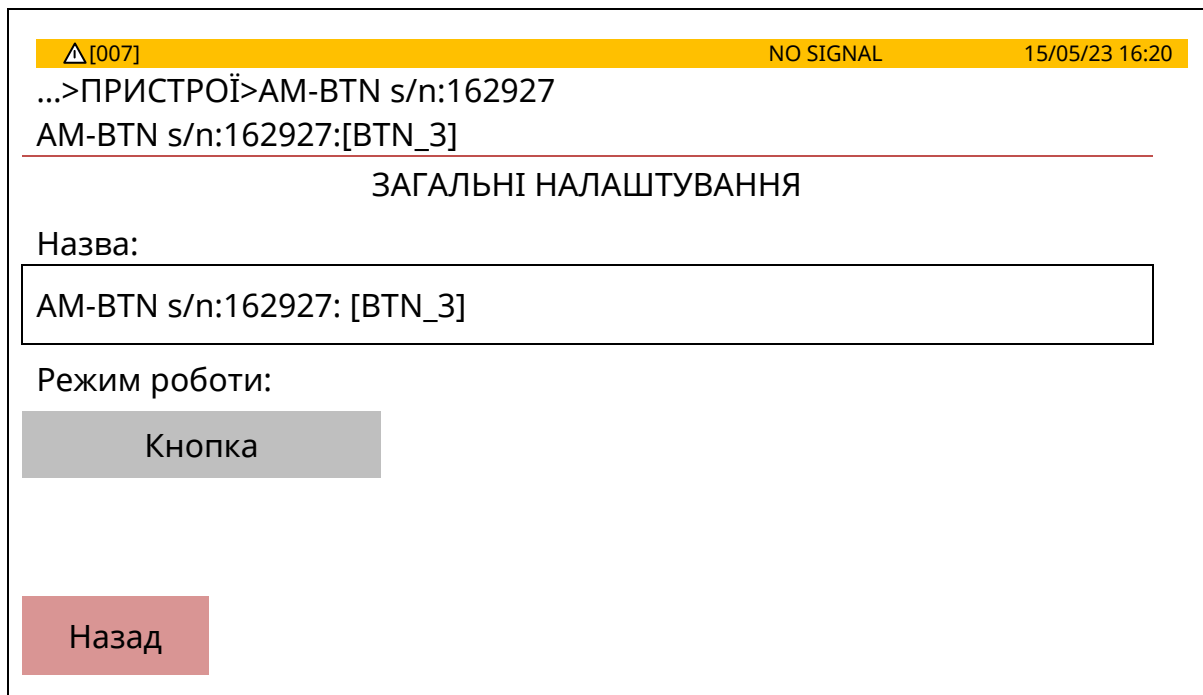 ⚠[007] NO SIGNAL 15/05/23 16:20
...>ПРИСТРОЇ>AM-BTN s/n:162927
AM-BTN s/n:162927:[BTN_3]
ЗАГАЛЬНІ НАЛАШТУВАННЯ
Назва:
AM-BTN s/n:162927: [BTN_3]
Режим роботи:
Кнопка
Назад